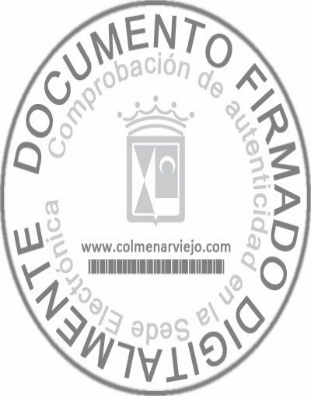 DOCUMENTO FIRMADO DIGITALMENTE
Comprobación de autenticidad en la Sede Electrónica
www.colmenarviejo.com